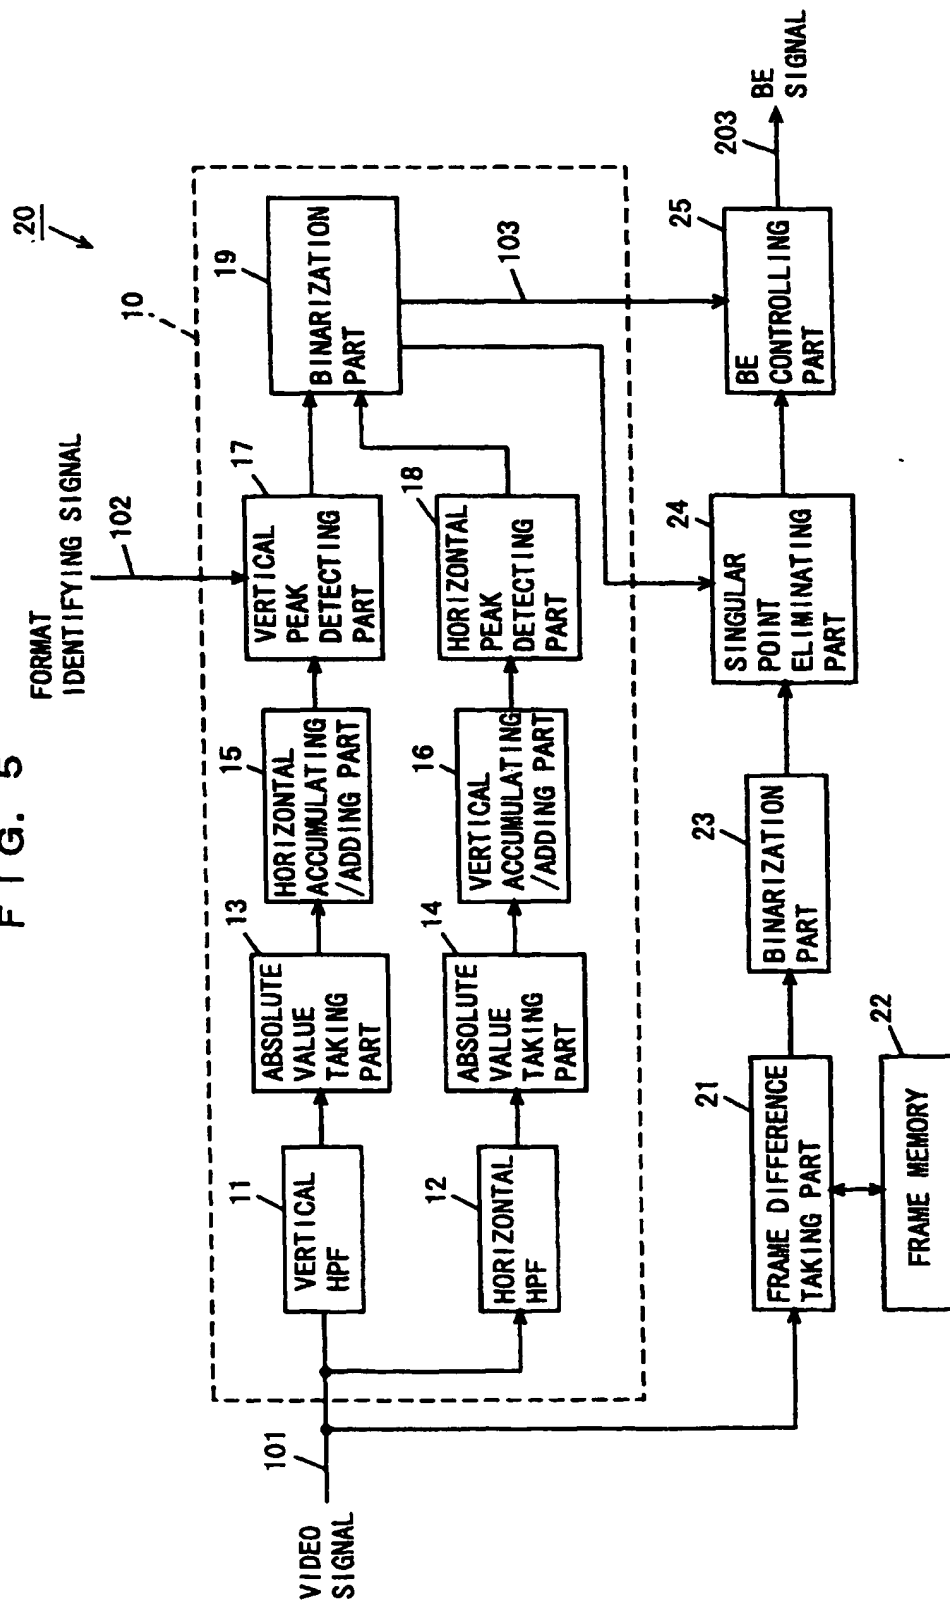 FIG. 5
20
FORMAT
IDENTIFYING SIGNAL
102
10
VIDEO
SIGNAL
101
11
VERTICAL
HPF
13
ABSOLUTE
VALUE
TAKING
PART
15
HORIZONTAL
ACCUMULATING
/ADDING PART
17
VERTICAL
PEAK
DETECTING
PART
19
BINARIZATION
PART
12
HORIZONTAL
HPF
14
ABSOLUTE
VALUE
TAKING
PART
16
VERTICAL
ACCUMULATING
/ADDING PART
18
HORIZONTAL
PEAK
DETECTING
PART
103
21
FRAME DIFFERENCE
TAKING PART
22
FRAME MEMORY
23
BINARIZATION
PART
24
SINGULAR
POINT
ELIMINATING
PART
25
BE
CONTROLLING
PART
203
BE
SIGNAL